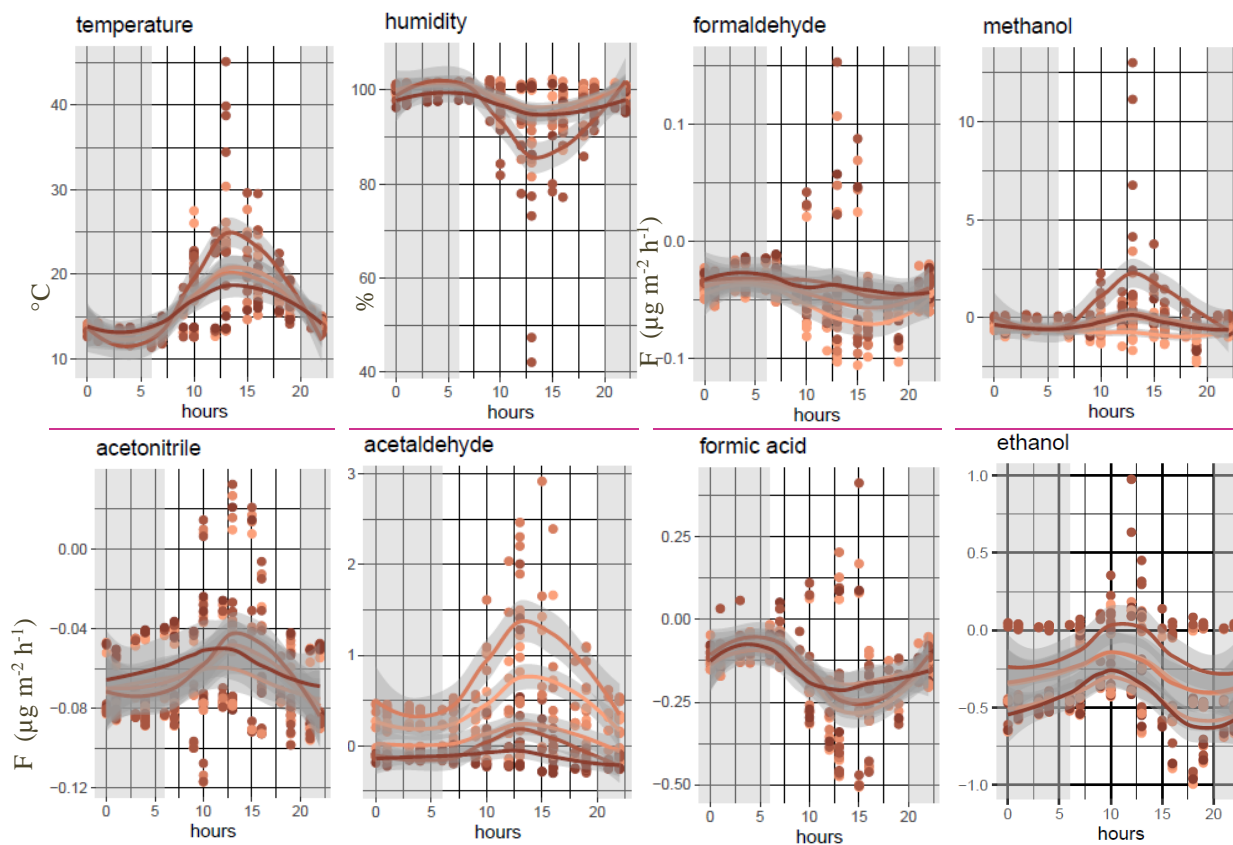 temperature
humidity
formaldehyde
methanol
°C
40
30
20
10
0 5 10 15 20
hours
%
100
80
60
40
0 5 10 15 20
hours
F (µg m-2 h-1)
0.1
0.0
−0.1
0 5 10 15 20
hours
10
5
0
0 5 10 15 20
hours
acetonitrile
acetaldehyde
formic acid
ethanol
F (µg m-2 h-1)
0.00
−0.04
−0.08
−0.12
0 5 10 15 20
hours
3
2
1
0
0 5 10 15 20
hours
0.25
−0.00
−0.25
−0.50
0 5 10 15 20
hours
1.0
0.5
0.0
−0.5
−1.0
0 5 10 15 20
hours